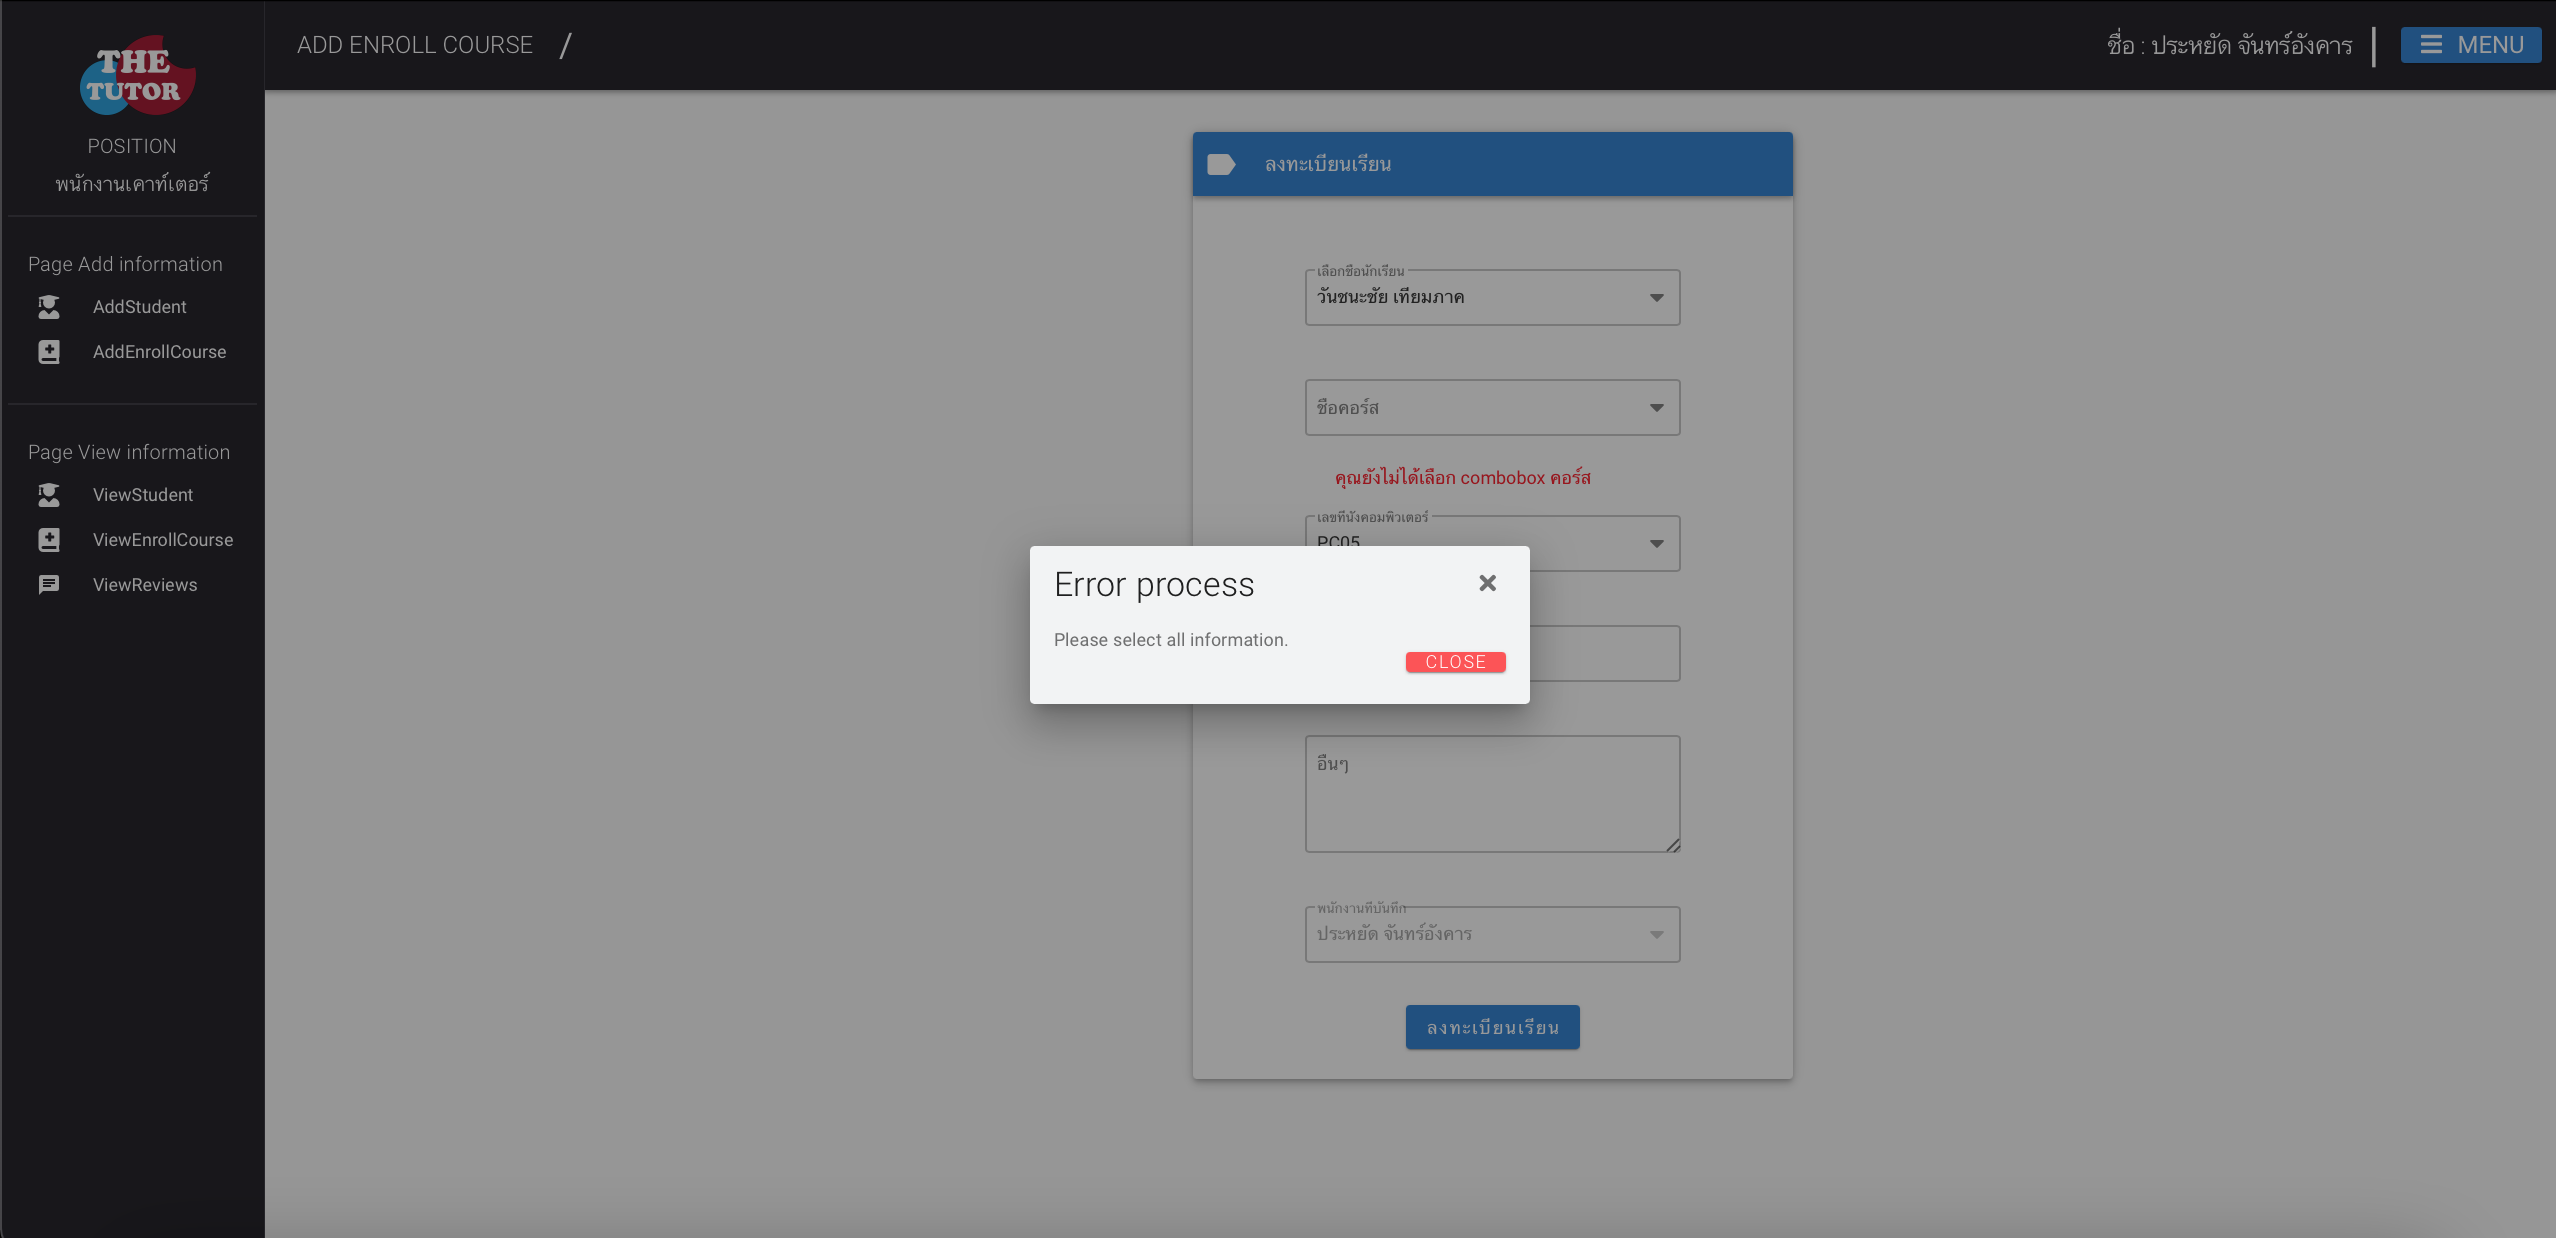 THE
TUTOR
POSITION
พนักงานเคาท์เตอร์
Page Add information
AddStudent
AddEnrollCourse
Page View information
ViewStudent
ViewEnrollCourse
ViewReviews
ADD ENROLL COURSE /
ชื่อ : ประหยัด จันทร์อังคาร
MENU
ลงทะเบียนเรียน
เลือกชื่อนักเรียน
วันชนะชัย เทียมภาค
ชื่อคอร์ส
คุณยังไม่ได้เลือก combobox คอร์ส
เลขที่นั่งคอมพิวเตอร์
PC05
Error process
Please select all information.
CLOSE
อื่นๆ
พนักงานที่บันทึก
ประหยัด จันทร์อังคาร
ลงทะเบียนเรียน